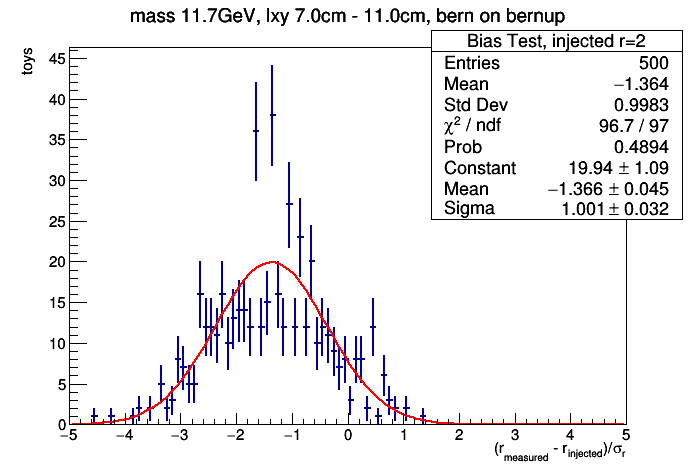 mass 11.7GeV, lxy 7.0cm - 11.0cm, bern on bernup
Bias Test, injected r=2
Entries 500
Mean −1.364
Std Dev 0.9983
χ² / ndf 96.7 / 97
Prob 0.4894
Constant 19.94 ± 1.09
Mean −1.366 ± 0.045
Sigma 1.001 ± 0.032
toys
45
40
35
30
25
20
15
10
5
0
−5 −4 −3 −2 −1 0 1 2 3 4 5
(r_measured - r_injected)/σ_r